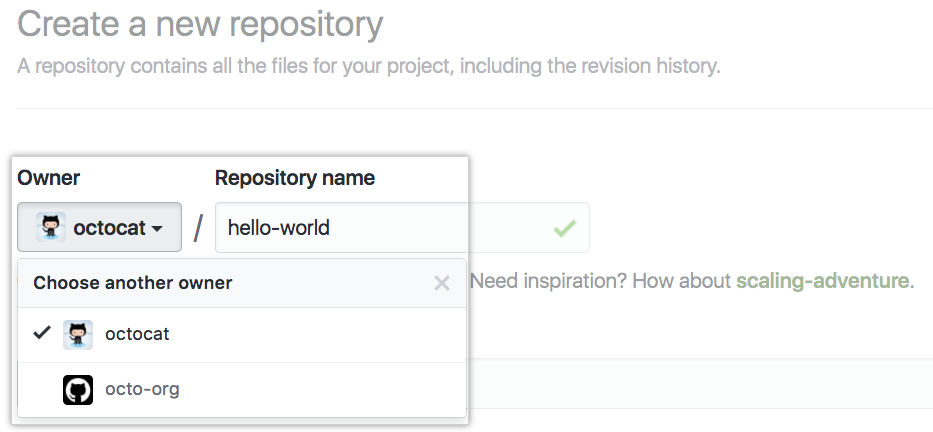 Create a new repository
A repository contains all the files for your project, including the revision history.
Owner Repository name
octocat / hello-world
Choose another owner
Need inspiration? How about scaling-adventure.
octocat
octo-org